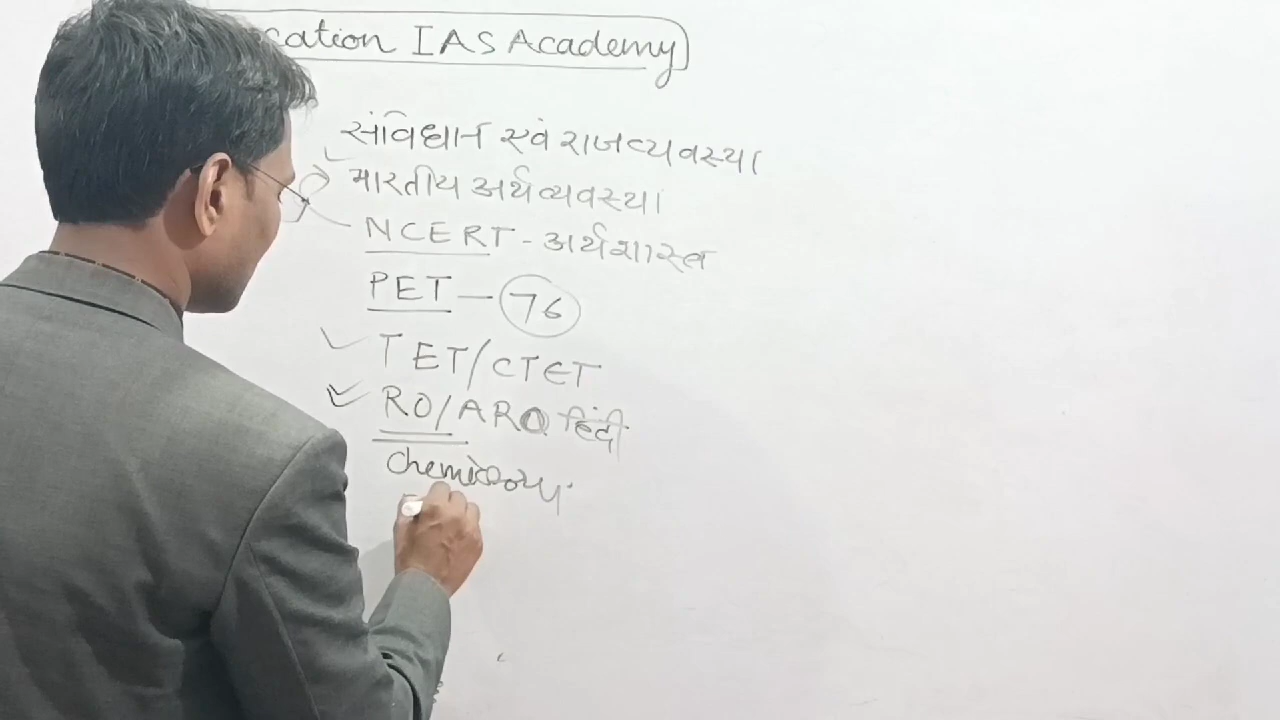 cation IAS Academy
संविधान एवं राजव्यवस्था
भारतीय अर्थव्यवस्था
NCERT - अर्थशास्त्र
PET - 76
TET/CTET
RO/ARO हिंदी